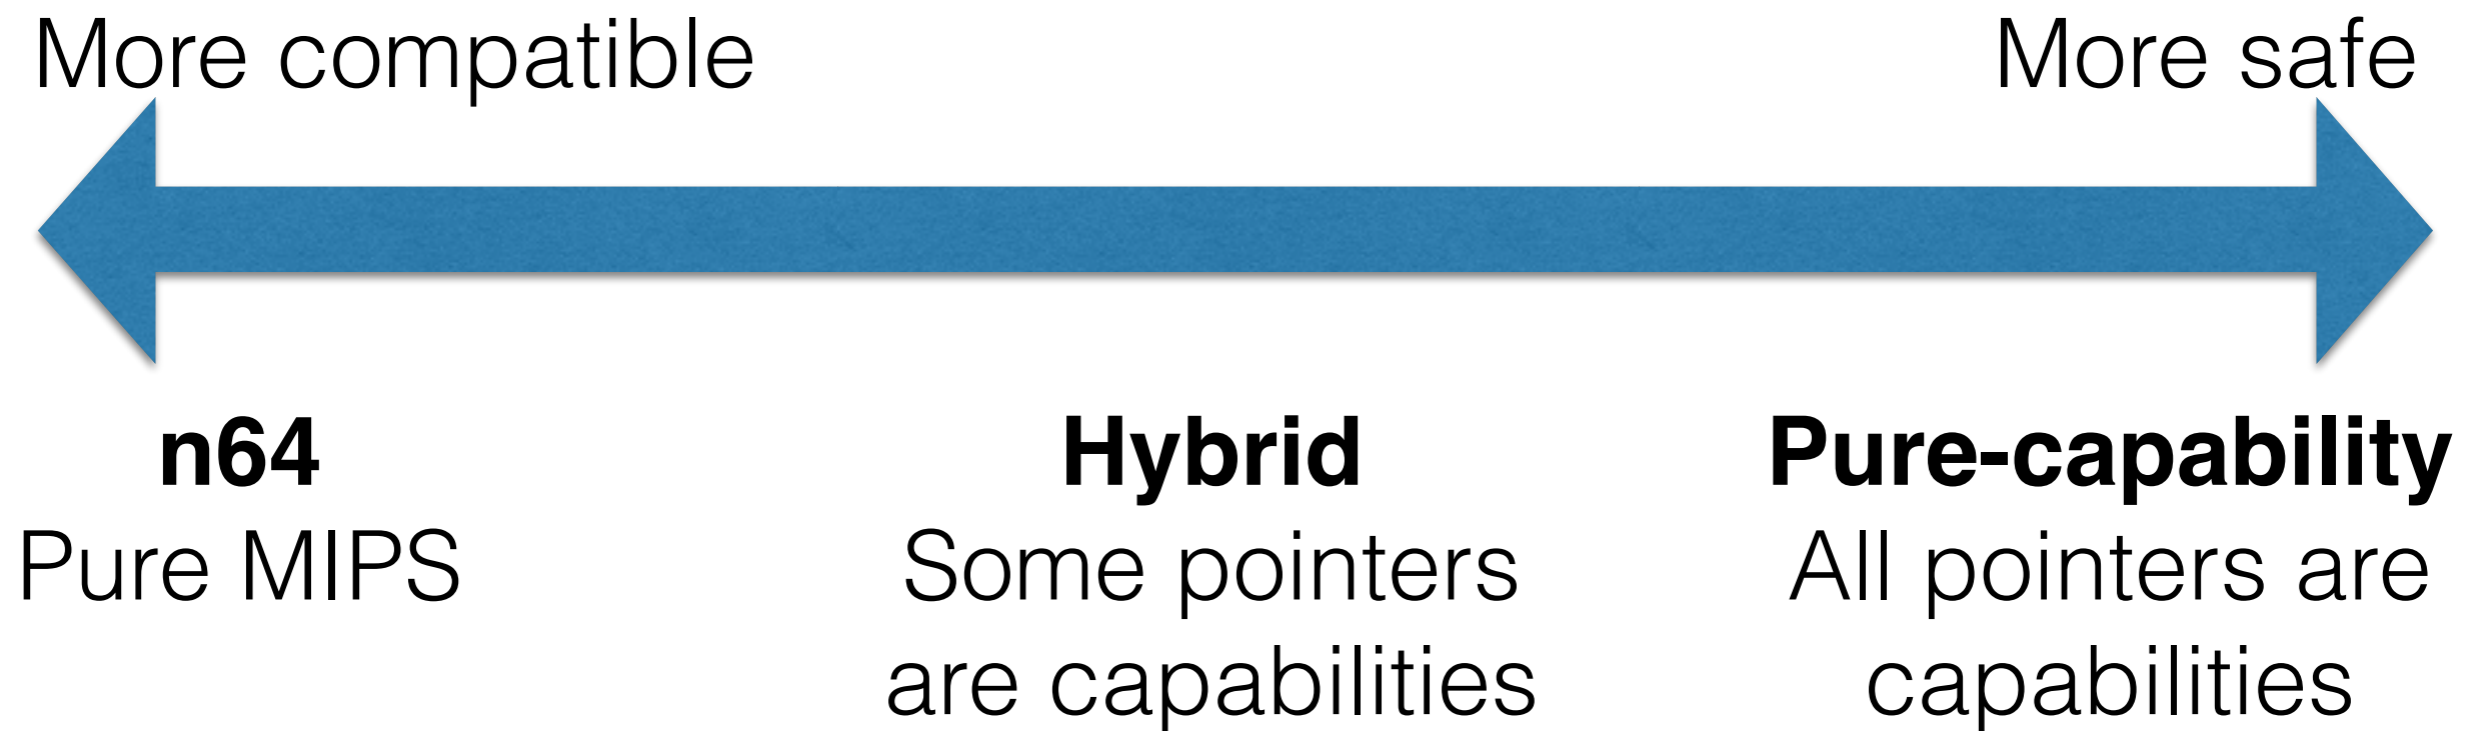 More compatible
More safe
n64
Pure MIPS
Hybrid
Some pointers
are capabilities
Pure-capability
All pointers are
capabilities